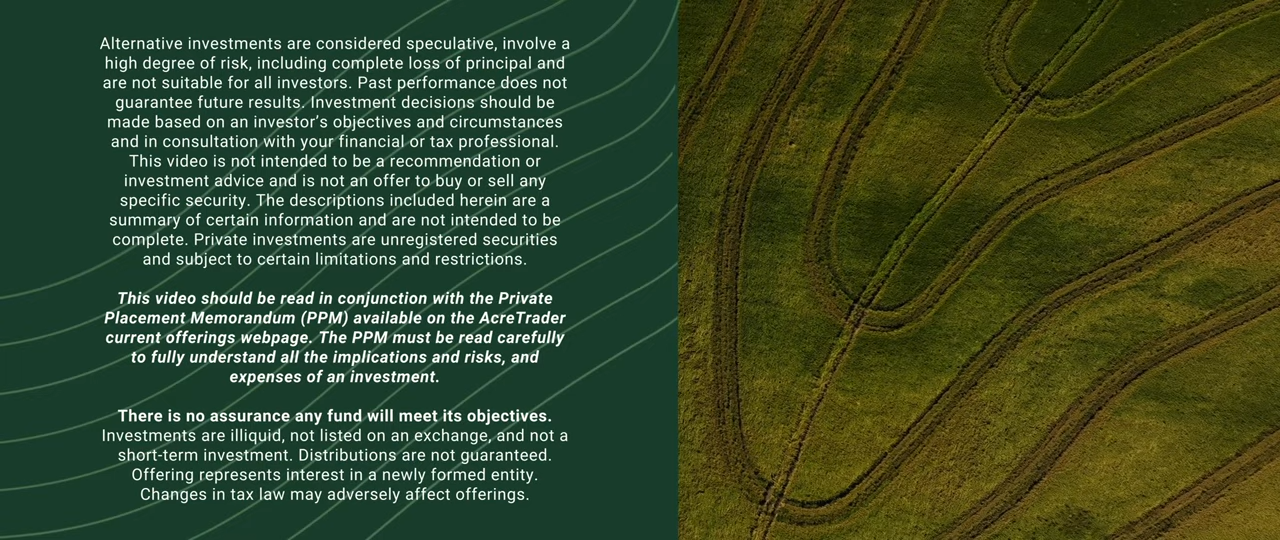 Alternative investments are considered speculative, involve a
high degree of risk, including complete loss of principal and
are not suitable for all investors. Past performance does not
guarantee future results. Investment decisions should be
made based on an investor’s objectives and circumstances
and in consultation with your financial or tax professional.
This video is not intended to be a recommendation or
investment advice and is not an offer to buy or sell any
specific security. The descriptions included herein are a
summary of certain information and are not intended to be
complete. Private investments are unregistered securities
and subject to certain limitations and restrictions.
This video should be read in conjunction with the Private
Placement Memorandum (PPM) available on the AcreTrader
current offerings webpage. The PPM must be read carefully
to fully understand all the implications and risks, and
expenses of an investment.
There is no assurance any fund will meet its objectives.
Investments are illiquid, not listed on an exchange, and not a
short-term investment. Distributions are not guaranteed.
Offering represents interest in a newly formed entity.
Changes in tax law may adversely affect offerings.